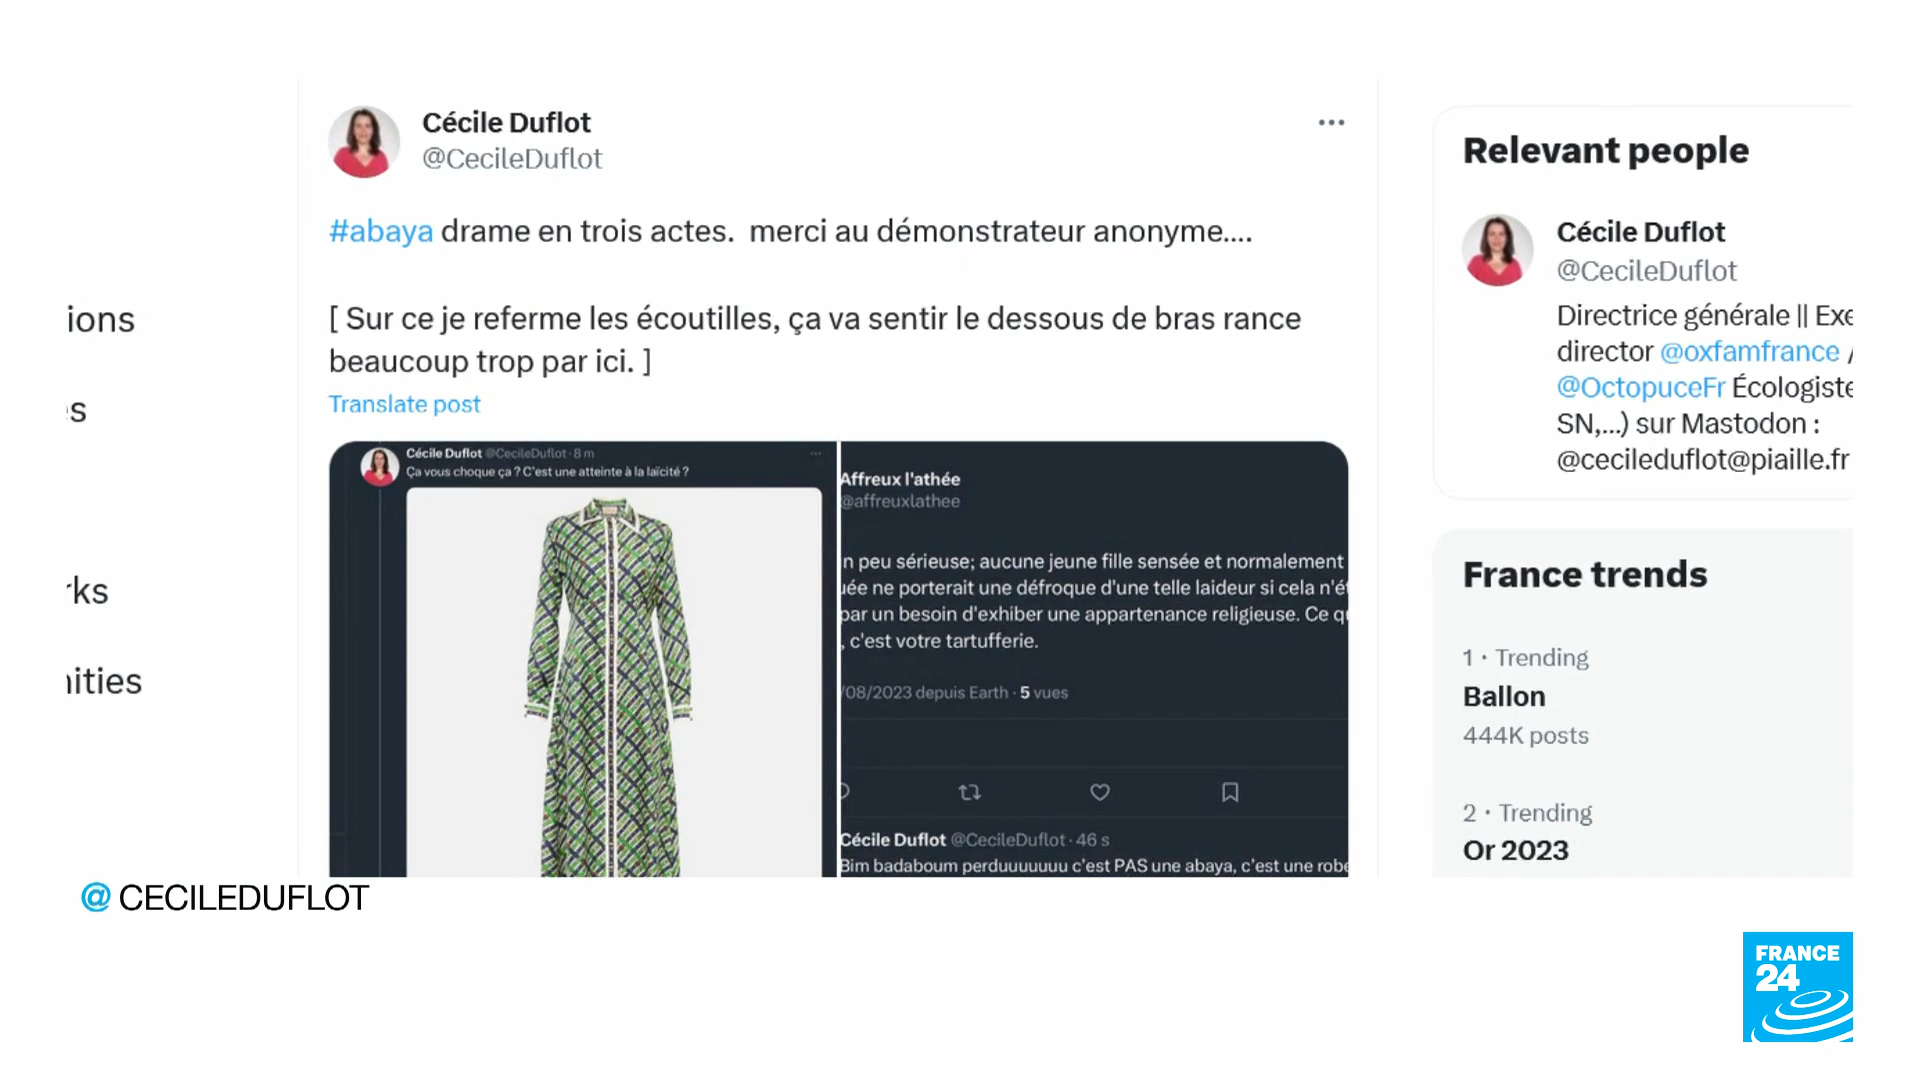 Cécile Duflot
@CecileDuflot
#abaya drame en trois actes. merci au démonstrateur anonyme....
[ Sur ce je referme les écoutilles, ça va sentir le dessous de bras rance
beaucoup trop par ici. ]
Translate post
Cécile Duflot @CecileDuflot · 8 m
Ça vous choque ça ? C'est une atteinte à la laïcité ?
Affreux l'athée
@affreuxlathee
n peu sérieuse; aucune jeune fille sensée et normalement
uée ne porterait une défroque d'une telle laideur si cela n'ét
par un besoin d'exhiber une appartenance religieuse. Ce qu
, c'est votre tartufferie.
/08/2023 depuis Earth · 5 vues
Cécile Duflot @CecileDuflot · 46 s
Bim badaboum perduuuuuuu c'est PAS une abaya, c'est une robe
ions
s
rks
nities
Relevant people
Cécile Duflot
@CecileDuflot
Directrice générale || Exe
director @oxfamfrance /
@OctopuceFr Écologiste
SN,...) sur Mastodon :
@cecileduflot@piaille.fr
France trends
1 · Trending
Ballon
444K posts
2 · Trending
Or 2023
@ CECILEDUFLOT
FRANCE
24